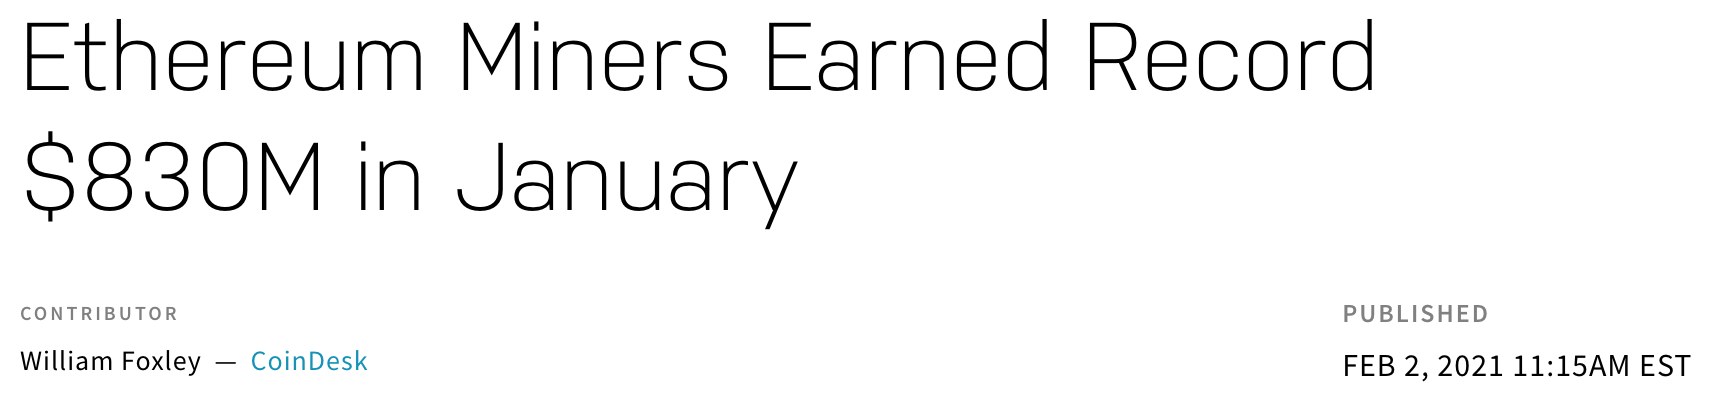 Ethereum Miners Earned Record
$830M in January
CONTRIBUTOR
William Foxley — CoinDesk
PUBLISHED
FEB 2, 2021 11:15AM EST